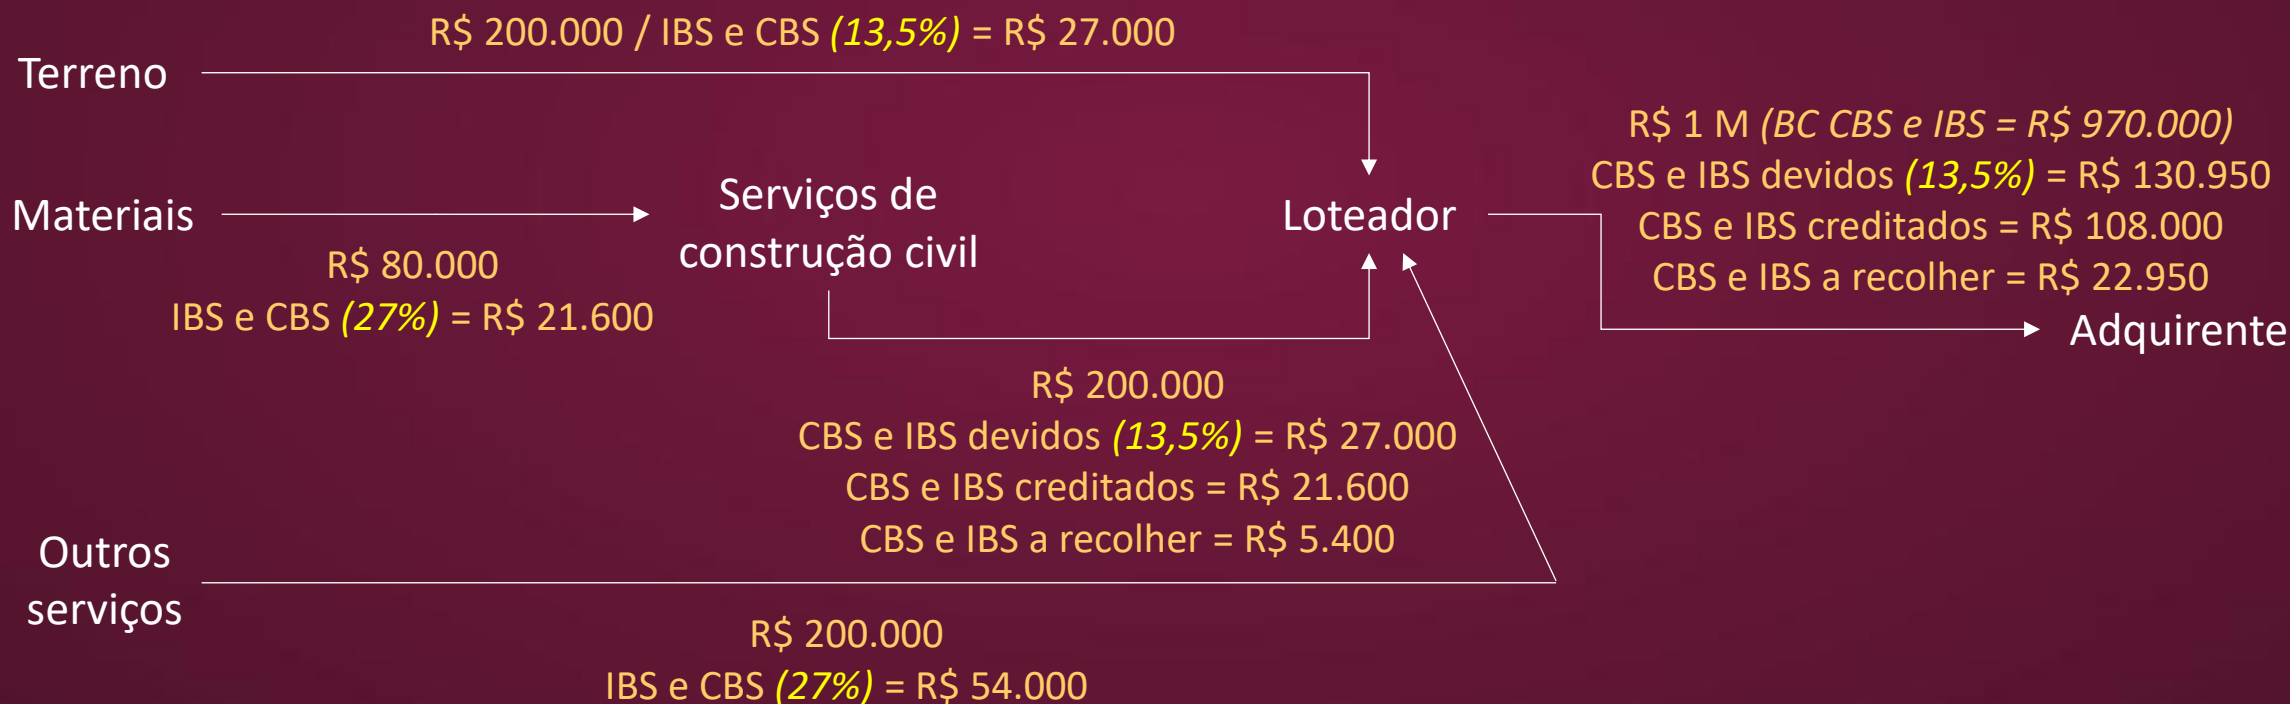 R$ 200.000 / IBS e CBS (13,5%) = R$ 27.000
Terreno
R$ 1 M (BC CBS e IBS = R$ 970.000)
CBS e IBS devidos (13,5%) = R$ 130.950
CBS e IBS creditados = R$ 108.000
CBS e IBS a recolher = R$ 22.950
Materiais
Serviços de
construção civil
Loteador
R$ 80.000
IBS e CBS (27%) = R$ 21.600
Adquirente
R$ 200.000
CBS e IBS devidos (13,5%) = R$ 27.000
CBS e IBS creditados = R$ 21.600
CBS e IBS a recolher = R$ 5.400
Outros
serviços
R$ 200.000
IBS e CBS (27%) = R$ 54.000